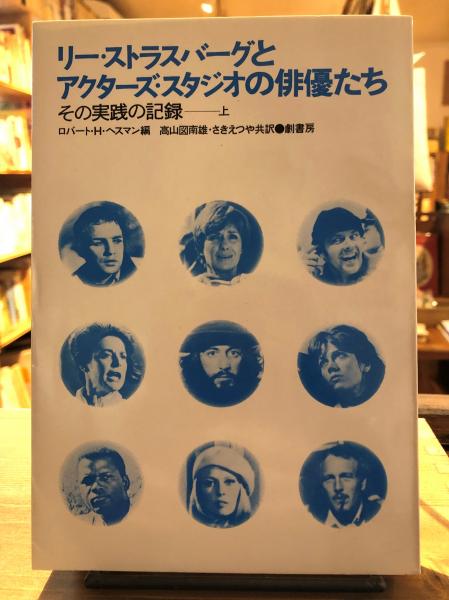 リー・ストラスバーグと
アクターズ・スタジオの俳優たち
その実践の記録――上
ロバート・H・ヘスマン編 高山図南雄・さきえつや共訳●劇書房